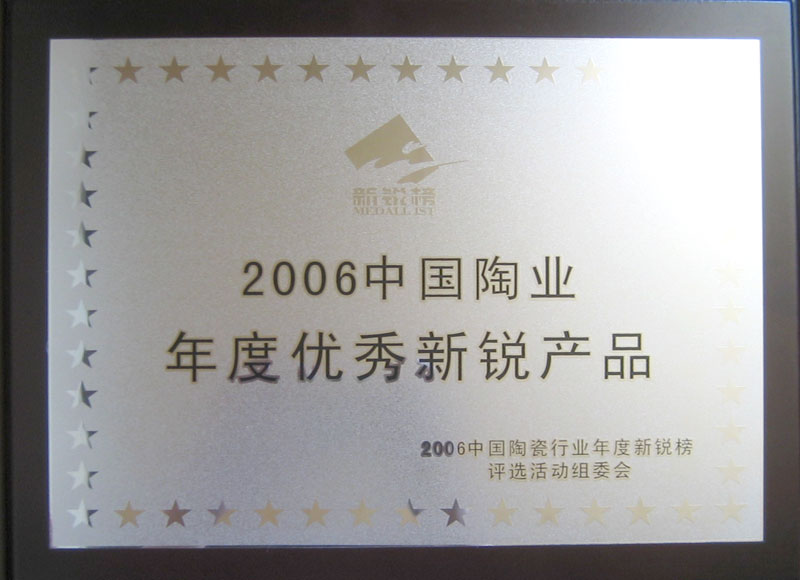 新锐榜
MEDALLIST
2006中国陶业
年度优秀新锐产品
2006中国陶瓷行业年度新锐榜
评选活动组委会